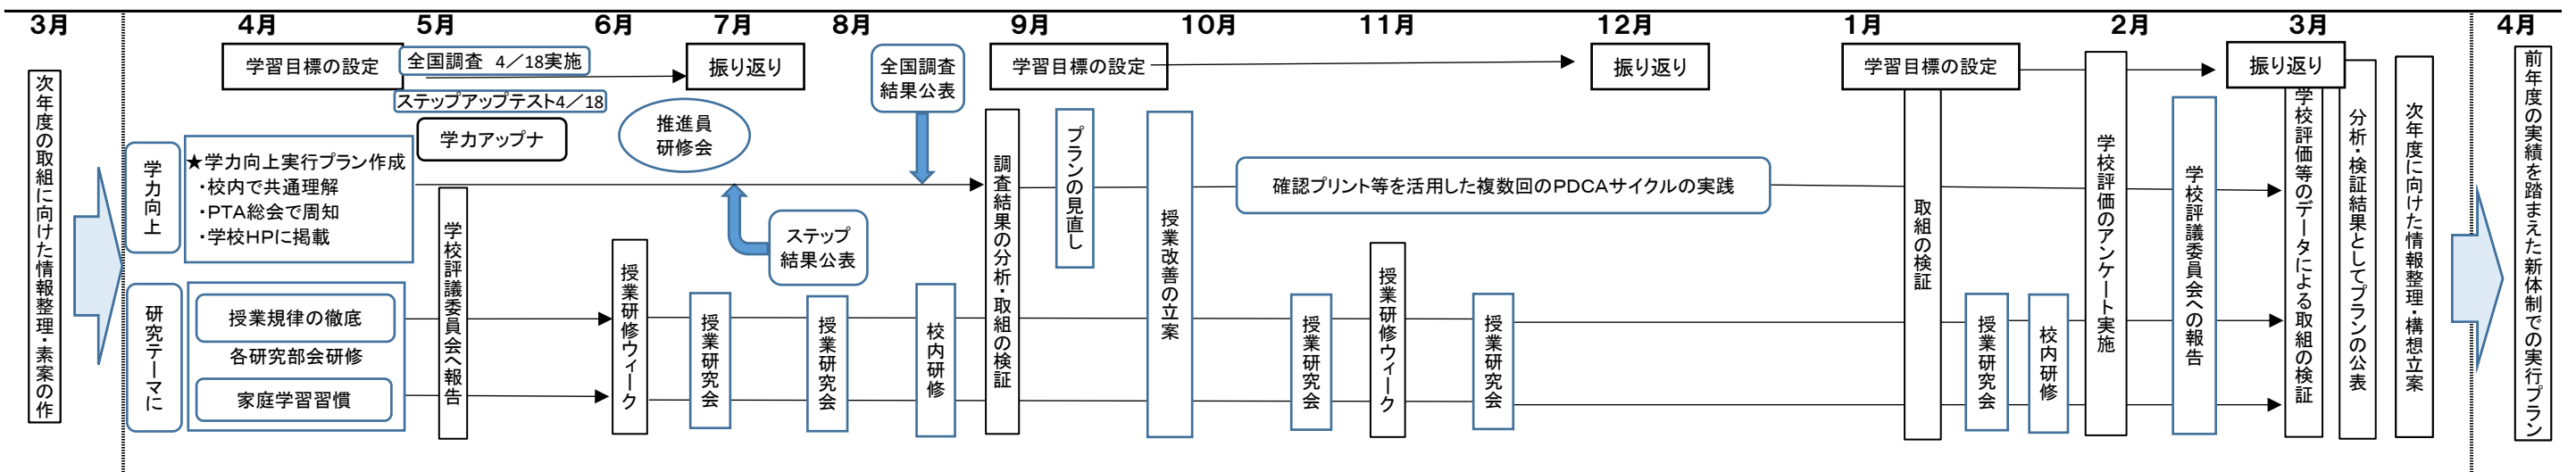 3月
4月
5月
6月
7月
8月
9月
10月
11月
12月
1月
2月
3月
4月
次年度の取組に向けた情報整理・素案の作
学習目標の設定
全国調査 4／18実施
ステップアップテスト4／18
学力アップナ
振り返り
推進員
研修会
全国調査
結果公表
学習目標の設定
振り返り
学習目標の設定
振り返り
学力向上
★学力向上実行プラン作成
・校内で共通理解
・PTA総会で周知
・学校HPに掲載
ステップ
結果公表
研究テーマに
授業規律の徹底
各研究部会研修
家庭学習習慣
学校評議委員会へ報告
授業研修ウィーク
授業研究会
授業研究会
校内研修
調査結果の分析・取組の検証
プランの見直し
授業改善の立案
確認プリント等を活用した複数回のPDCAサイクルの実践
授業研究会
授業研修ウィーク
授業研究会
取組の検証
授業研究会
校内研修
学校評価のアンケート実施
学校評議委員会への報告
学校評価等のデータによる取組の検証
分析・検証結果としてプランの公表
次年度に向けた情報整理・構想立案
前年度の実績を踏まえた新体制での実行プラン